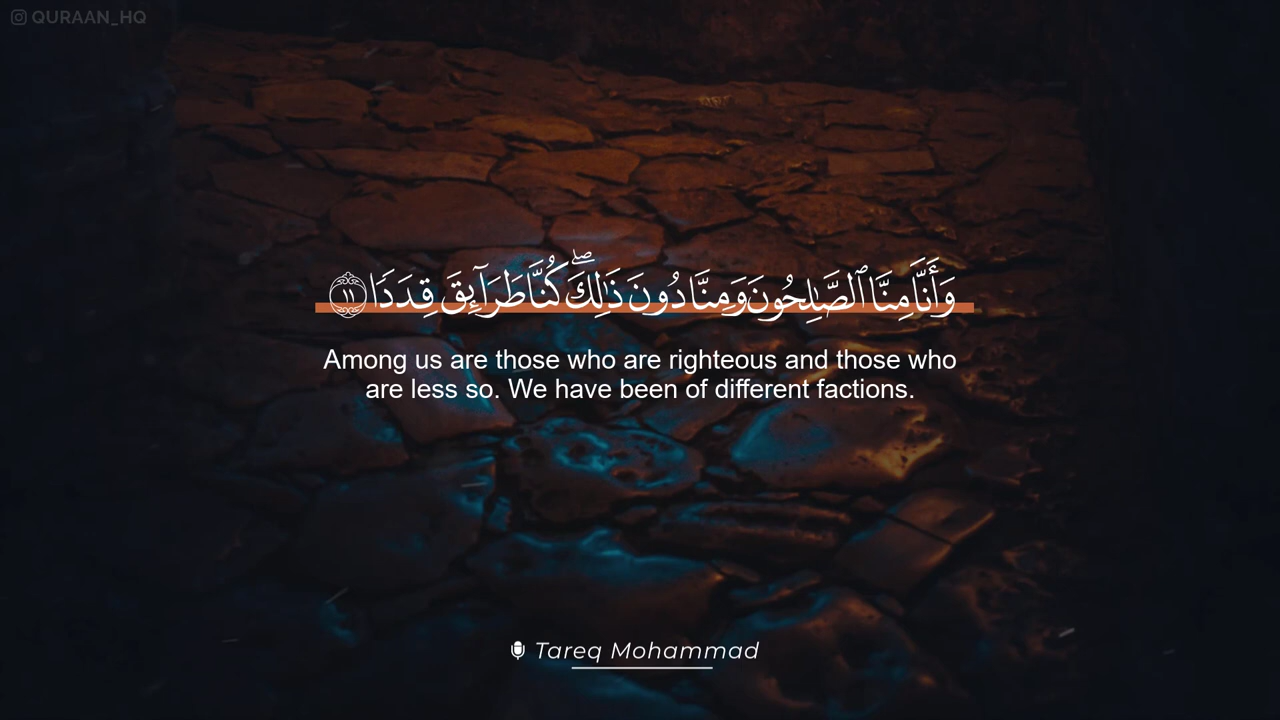 QURAAN_HQ
وَأَنَّا مِنَّا ٱلصَّـٰلِحُونَ وَمِنَّا دُونَ ذَٰلِكَ ۖ كُنَّا طَرَآئِقَ قِدَدًا ١١
Among us are those who are righteous and those who
are less so. We have been of different factions.
Tareq Mohammad